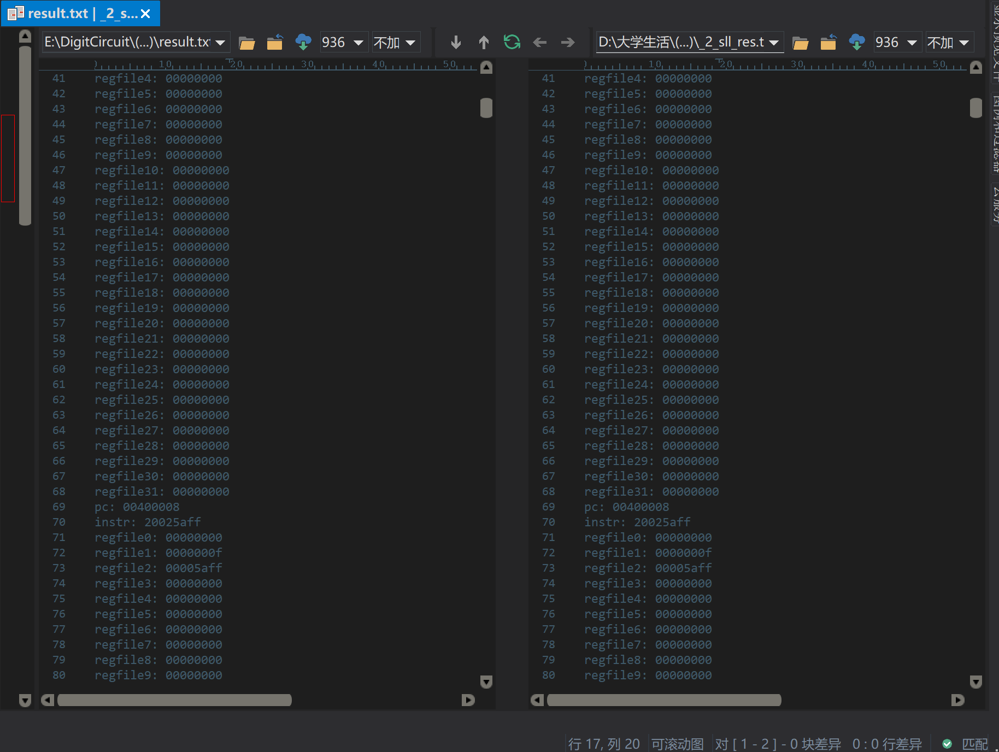 result.txt | _2_s...
E:\DigitCircuit\(...)\result.txt
936
不加
D:\大学生活\(...)\_2_sll_res.t
936
不加
0 10 20 30 40 50
0 10 20 30 40 50
41 regfile4: 00000000
42 regfile5: 00000000
43 regfile6: 00000000
44 regfile7: 00000000
45 regfile8: 00000000
46 regfile9: 00000000
47 regfile10: 00000000
48 regfile11: 00000000
49 regfile12: 00000000
50 regfile13: 00000000
51 regfile14: 00000000
52 regfile15: 00000000
53 regfile16: 00000000
54 regfile17: 00000000
55 regfile18: 00000000
56 regfile19: 00000000
57 regfile20: 00000000
58 regfile21: 00000000
59 regfile22: 00000000
60 regfile23: 00000000
61 regfile24: 00000000
62 regfile25: 00000000
63 regfile26: 00000000
64 regfile27: 00000000
65 regfile28: 00000000
66 regfile29: 00000000
67 regfile30: 00000000
68 regfile31: 00000000
69 pc: 00400008
70 instr: 20025aff
71 regfile0: 00000000
72 regfile1: 0000000f
73 regfile2: 00005aff
74 regfile3: 00000000
75 regfile4: 00000000
76 regfile5: 00000000
77 regfile6: 00000000
78 regfile7: 00000000
79 regfile8: 00000000
80 regfile9: 00000000
41 regfile4: 00000000
42 regfile5: 00000000
43 regfile6: 00000000
44 regfile7: 00000000
45 regfile8: 00000000
46 regfile9: 00000000
47 regfile10: 00000000
48 regfile11: 00000000
49 regfile12: 00000000
50 regfile13: 00000000
51 regfile14: 00000000
52 regfile15: 00000000
53 regfile16: 00000000
54 regfile17: 00000000
55 regfile18: 00000000
56 regfile19: 00000000
57 regfile20: 00000000
58 regfile21: 00000000
59 regfile22: 00000000
60 regfile23: 00000000
61 regfile24: 00000000
62 regfile25: 00000000
63 regfile26: 00000000
64 regfile27: 00000000
65 regfile28: 00000000
66 regfile29: 00000000
67 regfile30: 00000000
68 regfile31: 00000000
69 pc: 00400008
70 instr: 20025aff
71 regfile0: 00000000
72 regfile1: 0000000f
73 regfile2: 00005aff
74 regfile3: 00000000
75 regfile4: 00000000
76 regfile5: 00000000
77 regfile6: 00000000
78 regfile7: 00000000
79 regfile8: 00000000
80 regfile9: 00000000
行 17, 列 20 可滚动图 对 [ 1 - 2 ] - 0 块差异 0 : 0 行差异 匹配